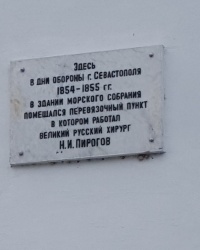 Здесь
в дни обороны г. Севастополя
1854-1855 гг.
в здании морского собрания
помещался перевязочный пункт
в котором работал
великий русский хирург
Н.И. Пирогов